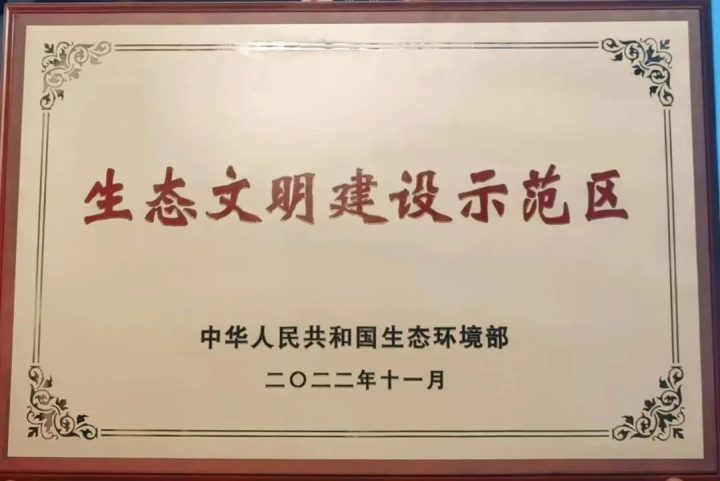 生态文明建设示范区
中华人民共和国生态环境部
二〇二二年十一月